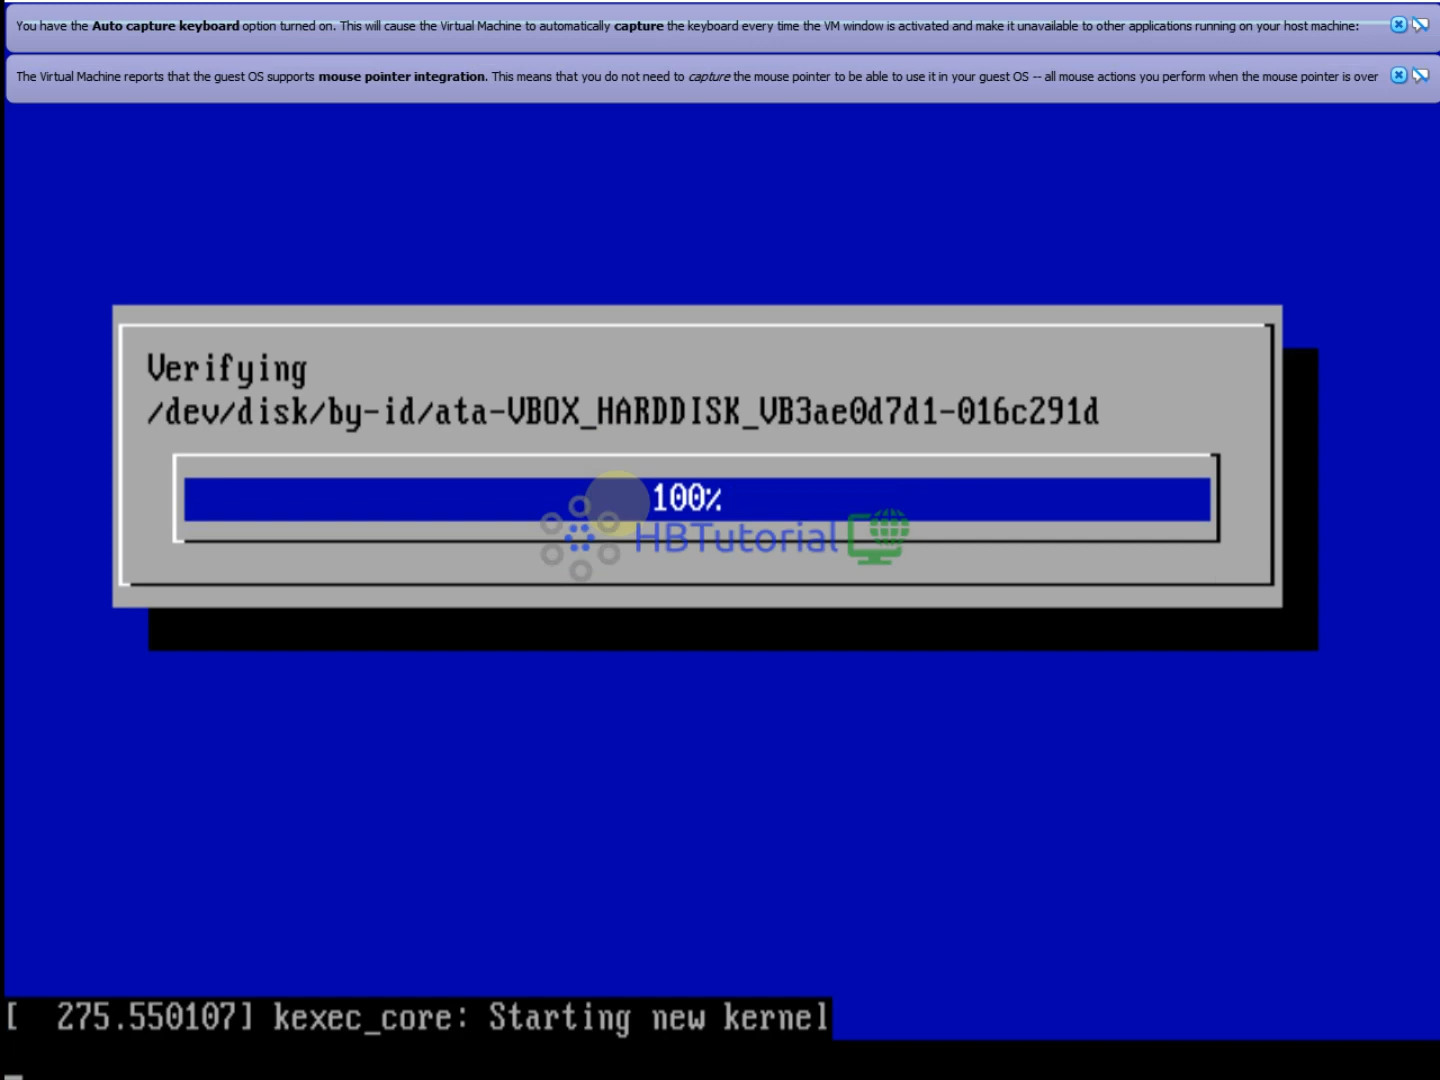 You have the Auto capture keyboard option turned on. This will cause the Virtual Machine to automatically capture the keyboard every time the VM window is activated and make it unavailable to other applications running on your host machine:
The Virtual Machine reports that the guest OS supports mouse pointer integration. This means that you do not need to capture the mouse pointer to be able to use it in your guest OS -- all mouse actions you perform when the mouse pointer is over
Verifying
/dev/disk/by-id/ata-VBOX_HARDDISK_VB3ae0d7d1-016c291d
100%
HBTutorial
[  275.550107] kexec_core: Starting new kernel